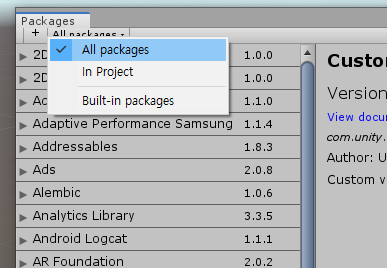 Packages
+ All packages
All packages
In Project
Built-in packages
2D 1.0.0
2D 1.0.0
Ac 1.1.0
Adaptive Performance Samsung 1.1.4
Addressables 1.8.3
Ads 2.0.8
Alembic 1.0.6
Analytics Library 3.3.5
Android Logcat 1.1.1
AR Foundation 2.0.2
Custo
Version
View docu
com.unity.
Author: U
Custom v